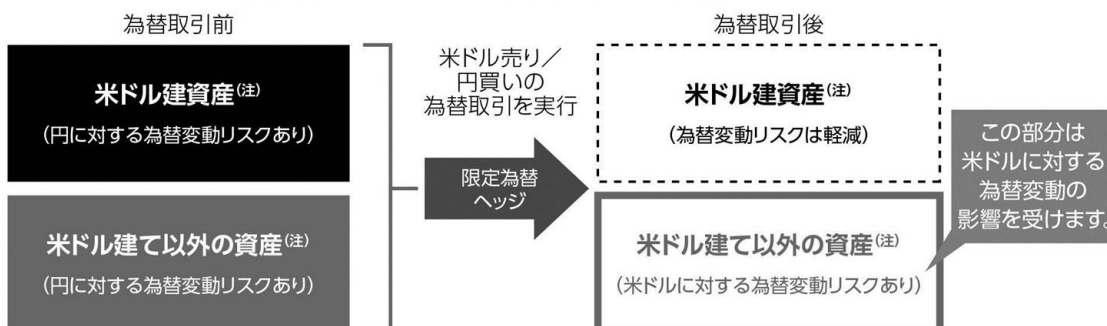 為替取引前
米ドル建資産(注)
(円に対する為替変動リスクあり)
米ドル建て以外の資産(注)
(円に対する為替変動リスクあり)
米ドル売り／
円買いの
為替取引を実行
限定為替
ヘッジ
為替取引後
米ドル建資産(注)
(為替変動リスクは軽減)
米ドル建て以外の資産(注)
(米ドルに対する為替変動リスクあり)
この部分は
米ドルに対する
為替変動の
影響を受けます。